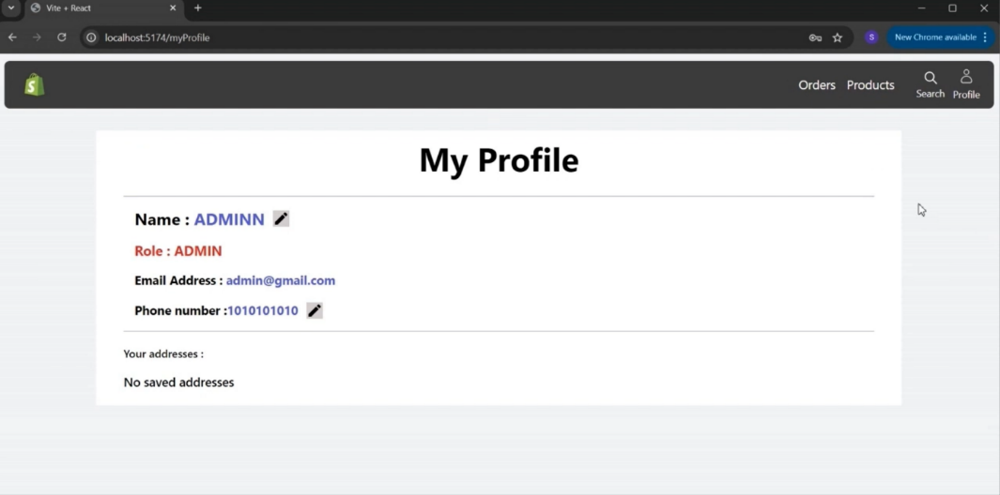 Vite + React
localhost:5174/myProfile
S
New Chrome available
S
Orders Products
Search Profile
My Profile
Name : ADMINN
Role : ADMIN
Email Address : admin@gmail.com
Phone number :1010101010
Your addresses :
No saved addresses